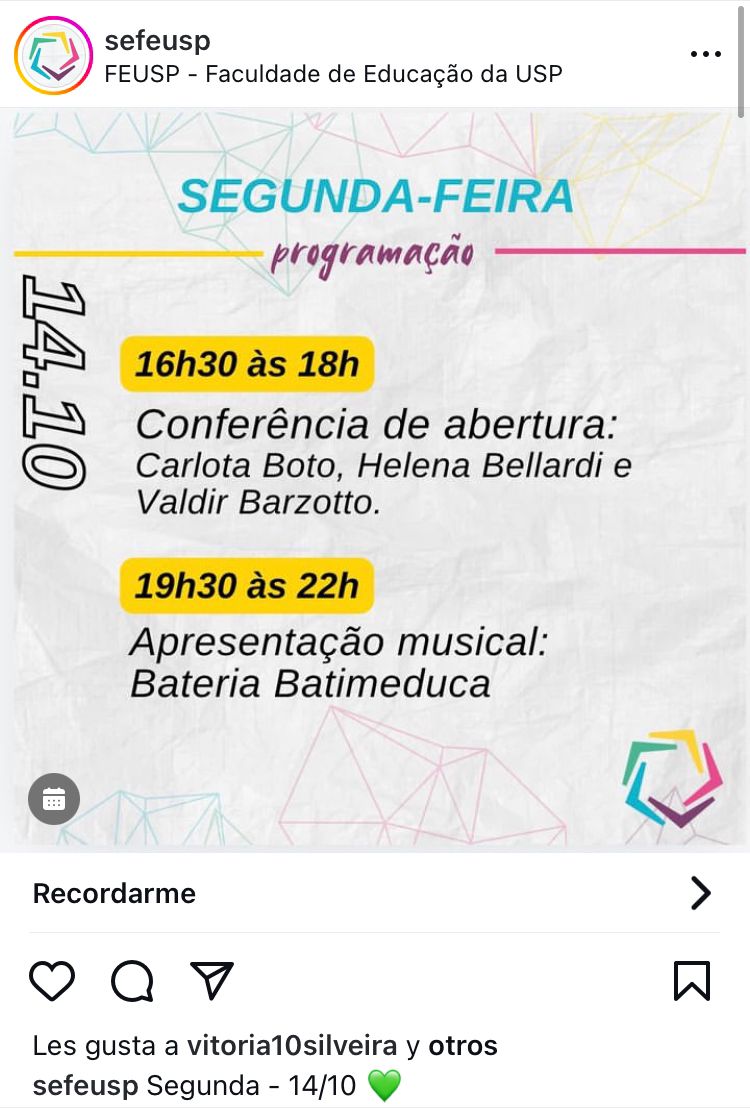 sefeusp
FEUSP - Faculdade de Educação da USP
SEGUNDA-FEIRA
programação
14.10
16h30 às 18h
Conferência de abertura:
Carlota Boto, Helena Bellardi e
Valdir Barzotto.
19h30 às 22h
Apresentação musical:
Bateria Batimeduca
Recordarme
Les gusta a vitoria10silveira y otros
sefeusp Segunda - 14/10 💚